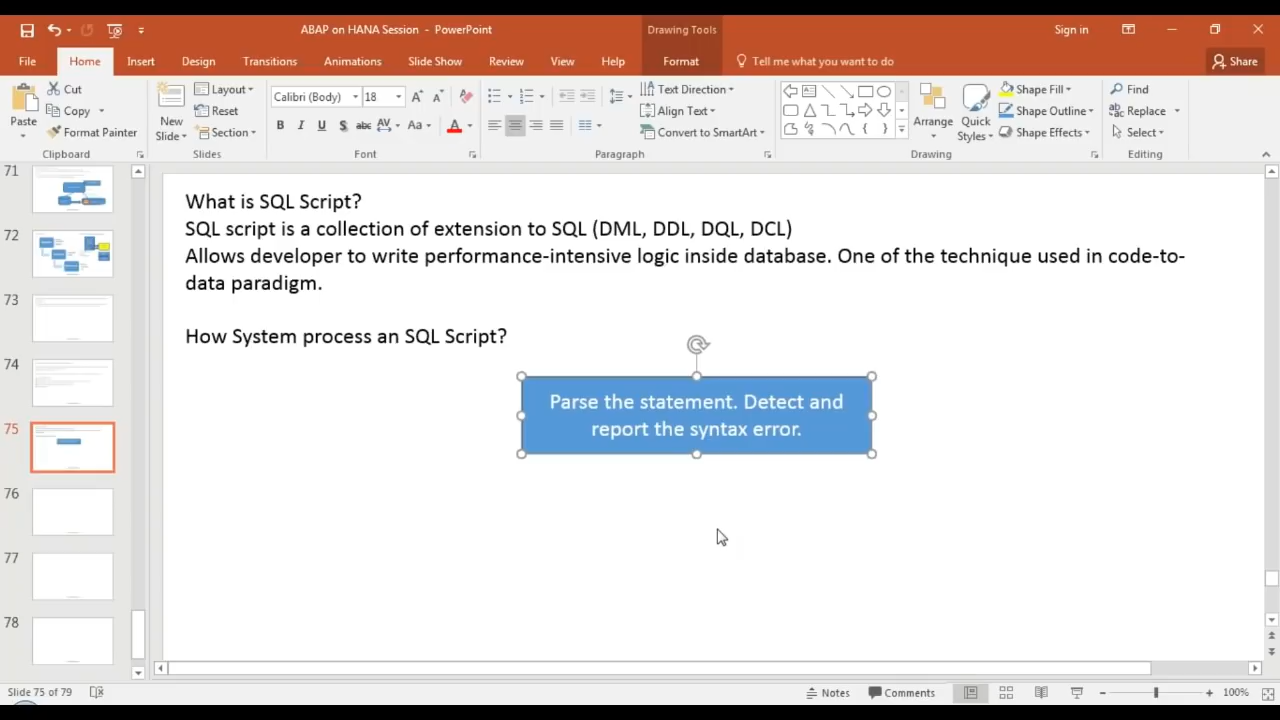 ABAP on HANA Session - PowerPoint
Drawing Tools
Sign in
File
Home
Insert
Design
Transitions
Animations
Slide Show
Review
View
Help
Format
Tell me what you want to do
Share
Paste
Cut
Copy
Format Painter
Clipboard
New
Slide
Layout
Reset
Section
Slides
Calibri (Body)
18
B I U S abc AV Aa A
Font
Text Direction
Align Text
Convert to SmartArt
Paragraph
Arrange
Quick
Styles
Shape Fill
Shape Outline
Shape Effects
Drawing
Find
Replace
Select
Editing
71
72
73
74
75
76
77
78
What is SQL Script?
SQL script is a collection of extension to SQL (DML, DDL, DQL, DCL)
Allows developer to write performance-intensive logic inside database. One of the technique used in code-to-
data paradigm.
How System process an SQL Script?
Parse the statement. Detect and
report the syntax error.
Slide 75 of 79
Notes
Comments
100%